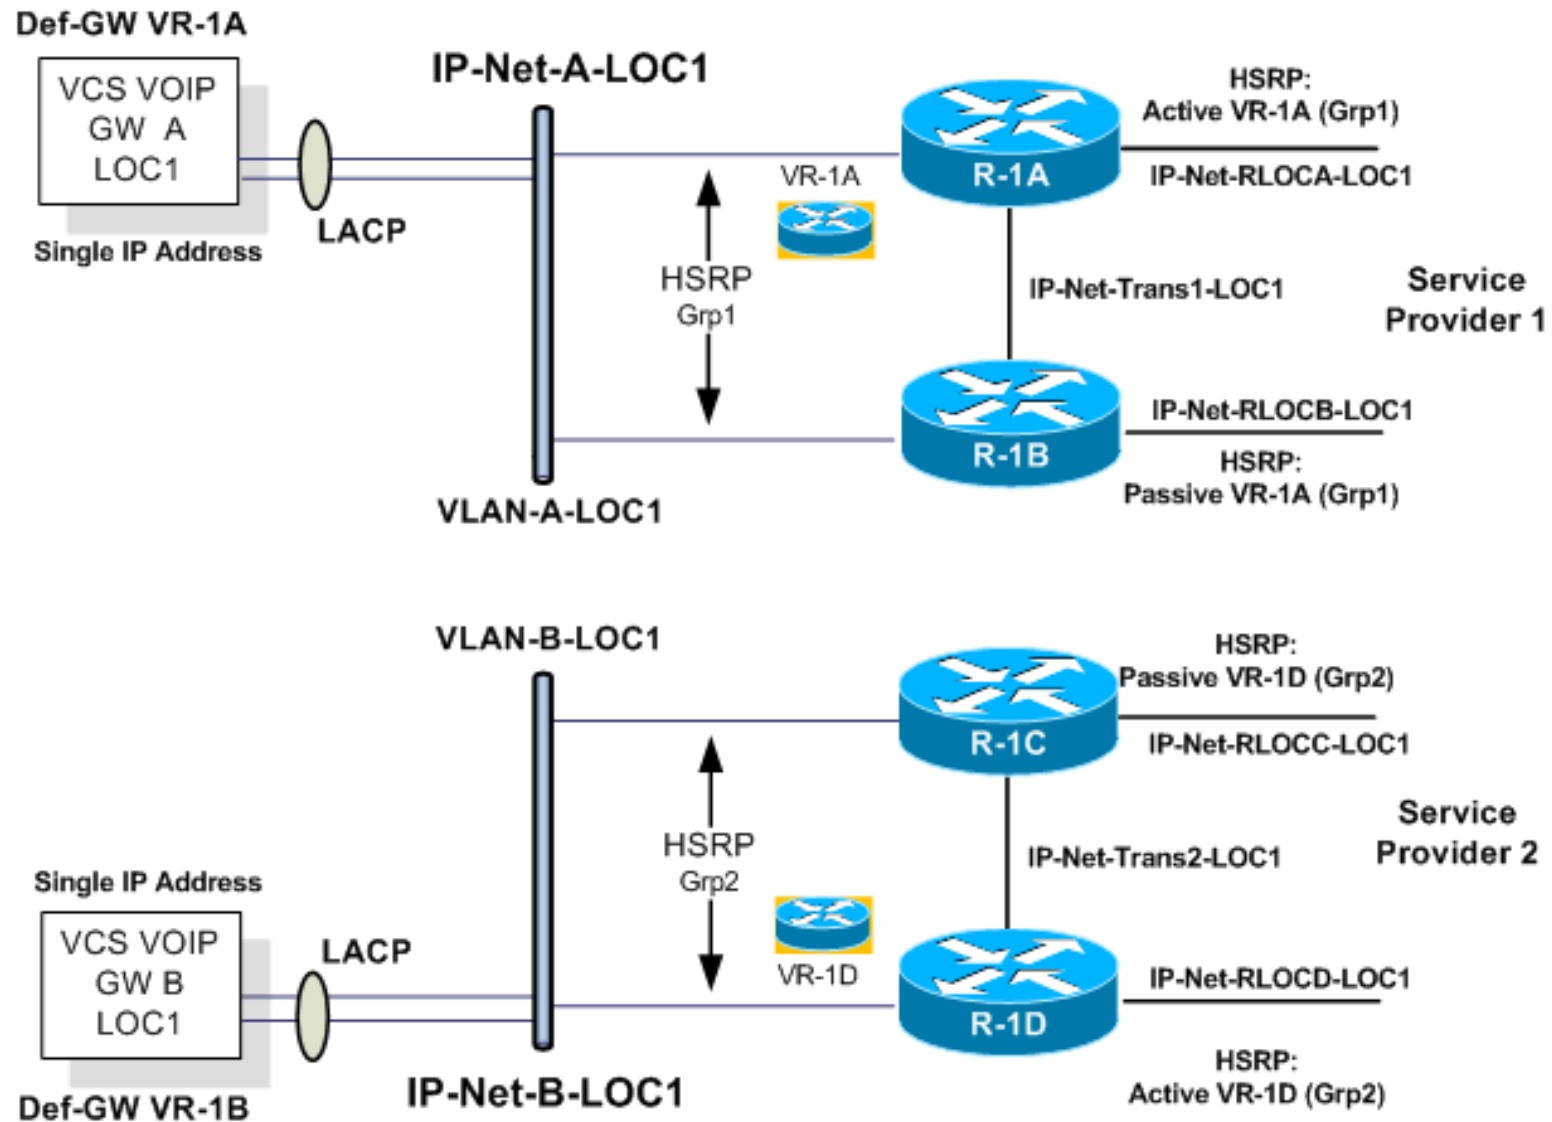 Def-GW VR-1A
VCS VOIP
GW A
LOC1
Single IP Address
LACP
IP-Net-A-LOC1
HSRP
Grp1
VLAN-A-LOC1
VR-1A
R-1A
HSRP:
Active VR-1A (Grp1)
IP-Net-RLOCA-LOC1
IP-Net-Trans1-LOC1
Service
Provider 1
R-1B
IP-Net-RLOCB-LOC1
HSRP:
Passive VR-1A (Grp1)
VLAN-B-LOC1
HSRP
Grp2
R-1C
HSRP:
Passive VR-1D (Grp2)
IP-Net-RLOCC-LOC1
IP-Net-Trans2-LOC1
Service
Provider 2
Single IP Address
VCS VOIP
GW B
LOC1
Def-GW VR-1B
LACP
IP-Net-B-LOC1
VR-1D
R-1D
IP-Net-RLOCD-LOC1
HSRP:
Active VR-1D (Grp2)